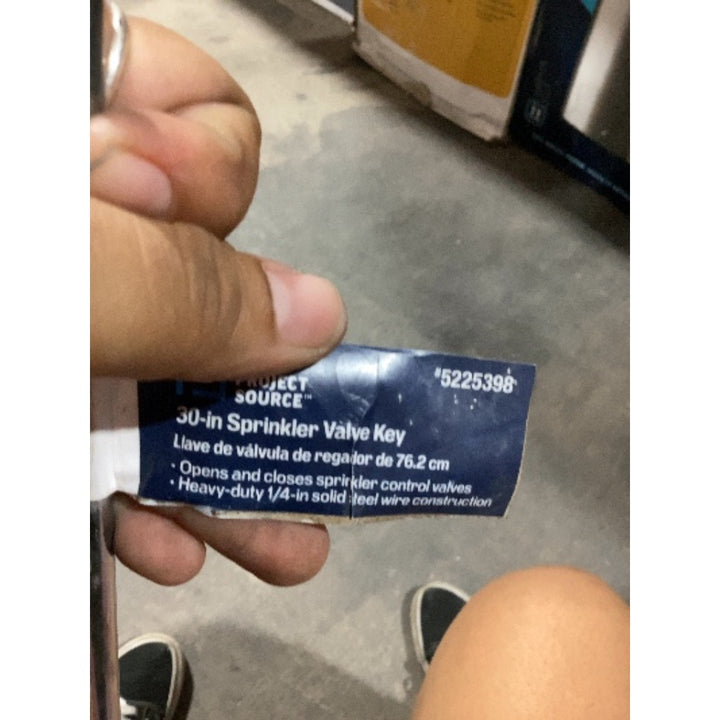 PROJECT
SOURCE™
#5225398
30-in Sprinkler Valve Key
Llave de válvula de regador de 76.2 cm
· Opens and closes sprinkler control valves
· Heavy-duty 1/4-in solid steel wire construction